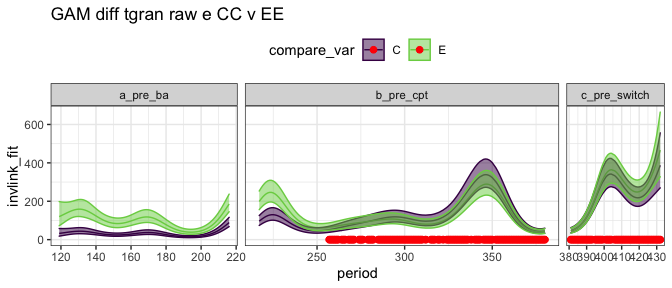 GAM diff tgran raw e CC v EE
compare_var C E
a_pre_ba b_pre_cpt c_pre_switch
invlink_fit
600
400
200
0
120 140 160 180 200 220 250 300 350 380 390 400 410 420 430
period